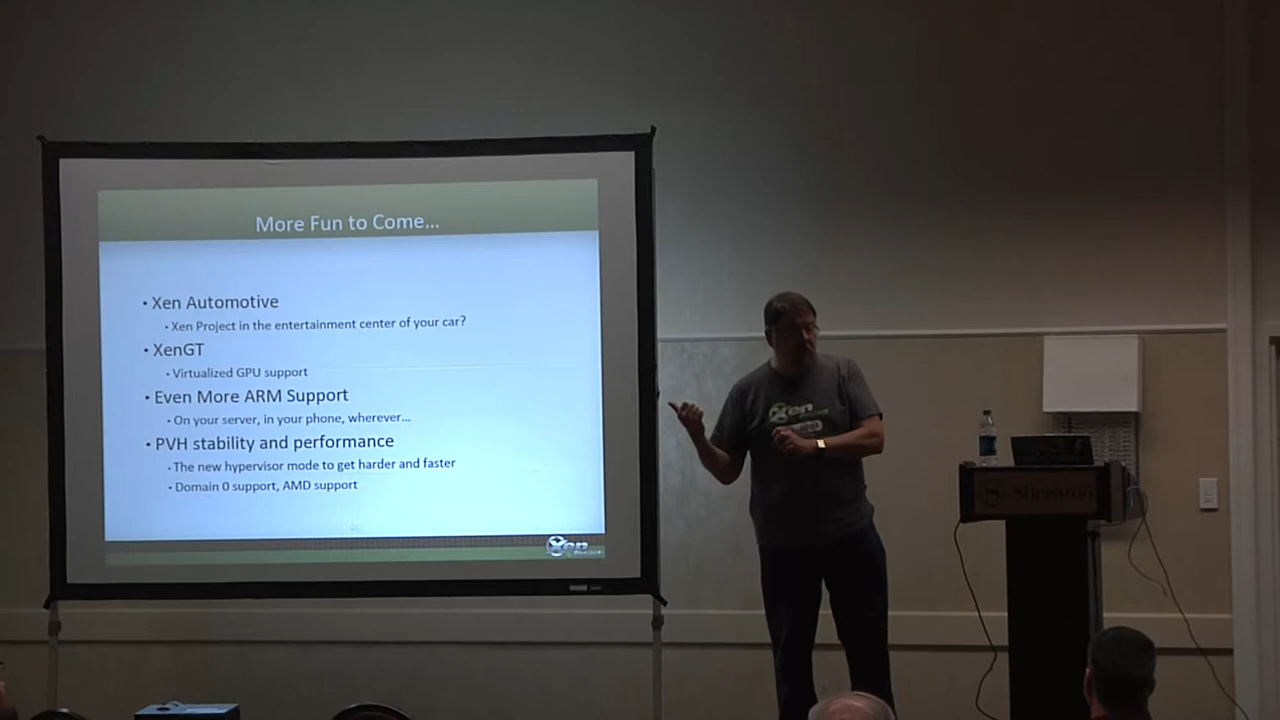 More Fun to Come...
• Xen Automotive
• Xen Project in the entertainment center of your car?
• XenGT
• Virtualized GPU support
• Even More ARM Support
• On your server, in your phone, wherever...
• PVH stability and performance
• The new hypervisor mode to get harder and faster
• Domain 0 support, AMD support
Xen
Xen
Sheraton